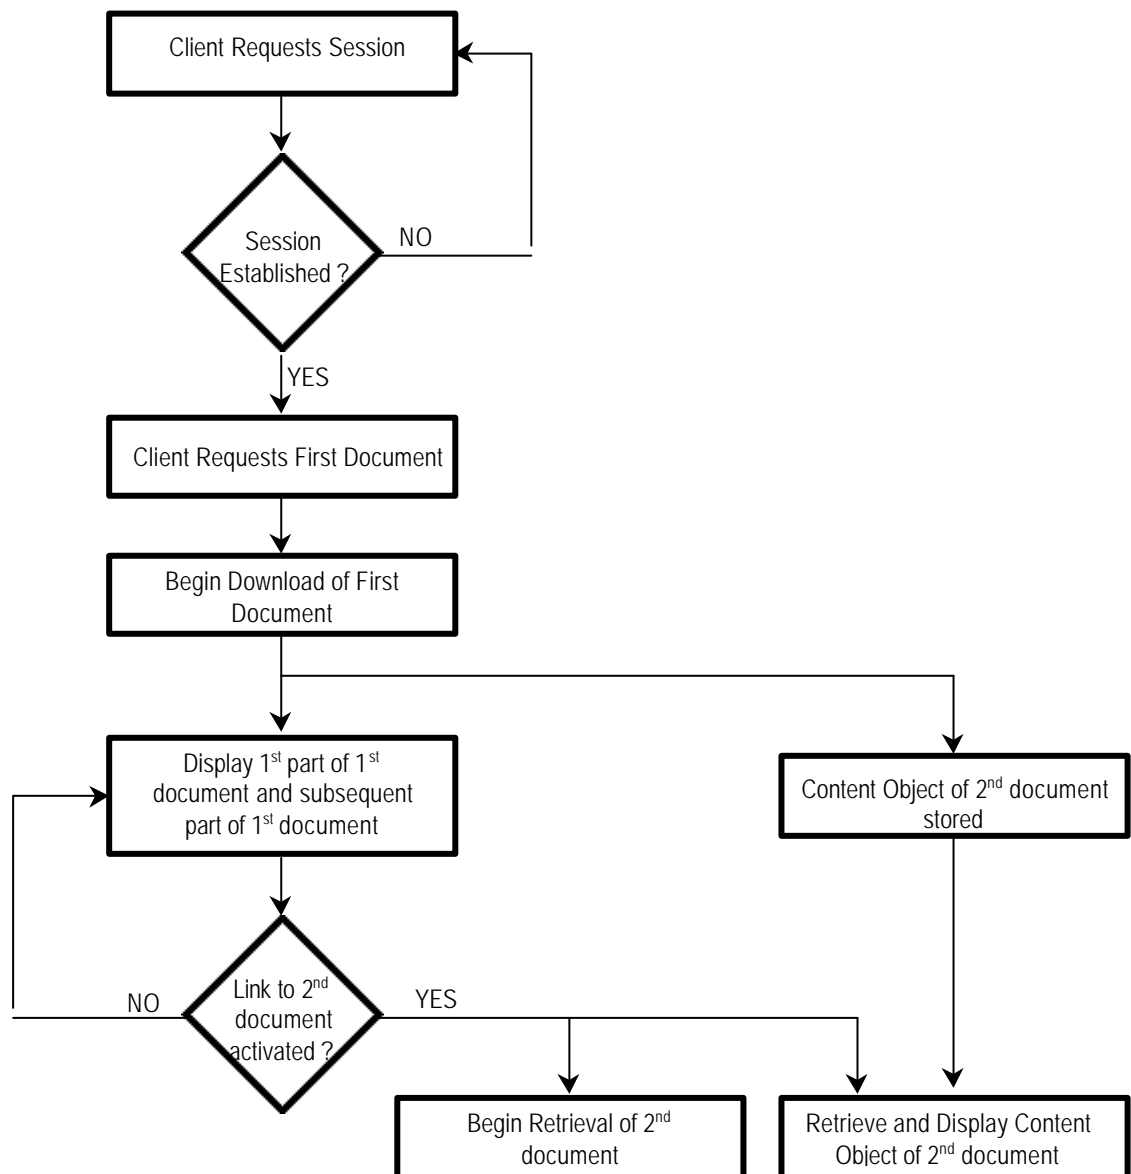 Client Requests Session
Session
Established ?
NO
YES
Client Requests First Document
Begin Download of First
Document
Display 1st part of 1st
document and subsequent
part of 1st document
Content Object of 2nd document
stored
NO
Link to 2nd
document
activated ?
YES
Begin Retrieval of 2nd
document
Retrieve and Display Content
Object of 2nd document